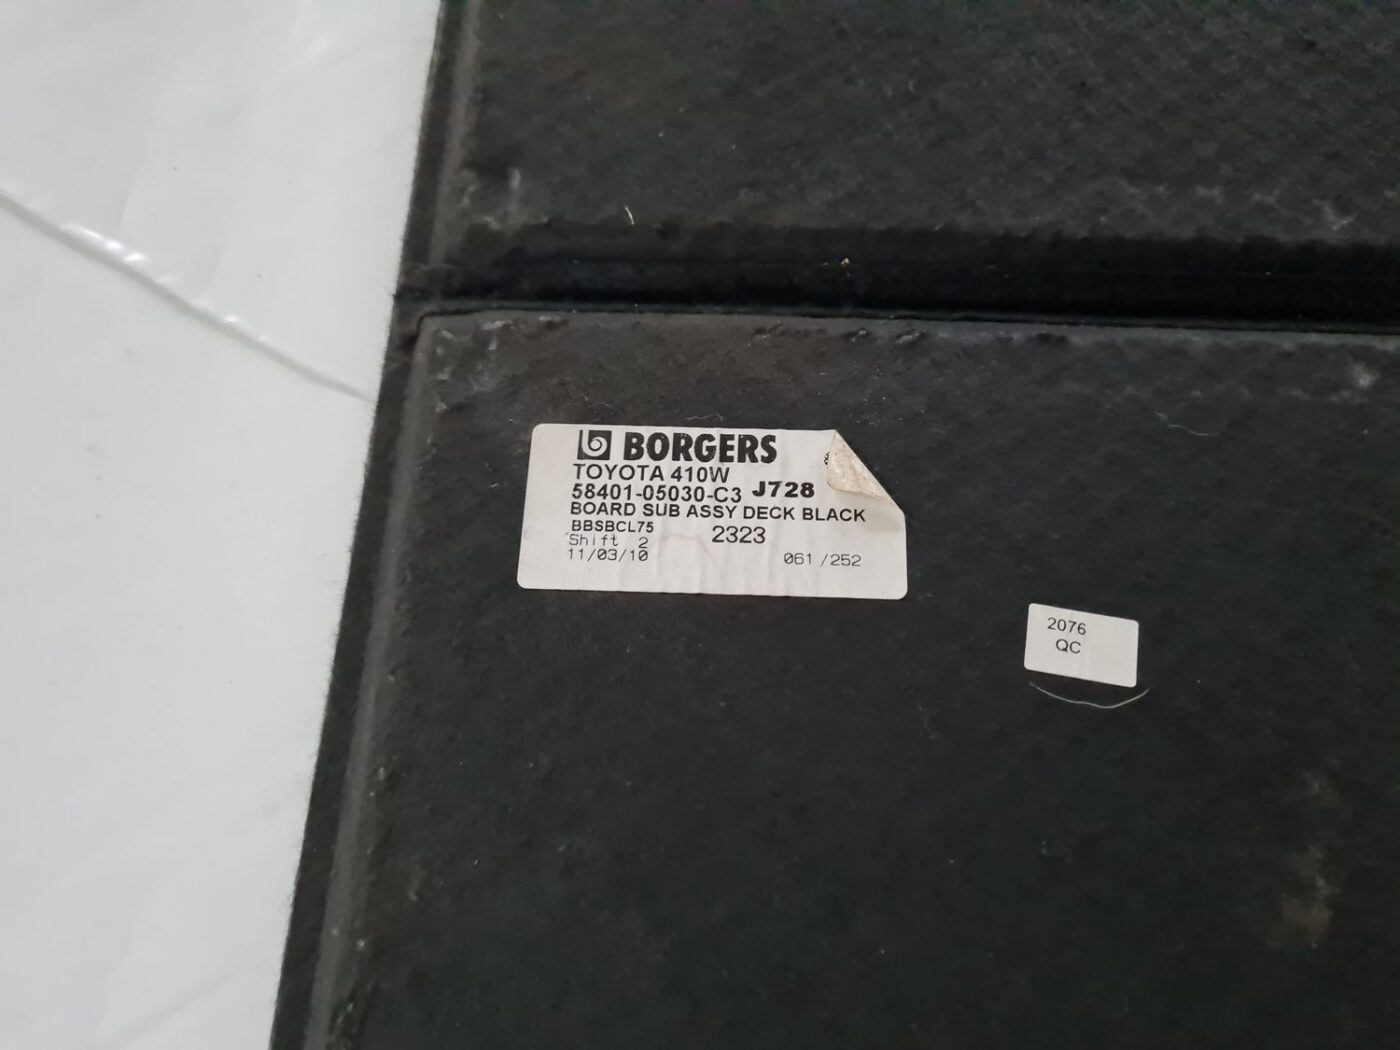 BORGERS
TOYOTA 410W
58401-05030-C3 J728
BOARD SUB ASSY DECK BLACK
BBSBCL75 2323
Shift 2
11/03/10 061 /252
2076
QC